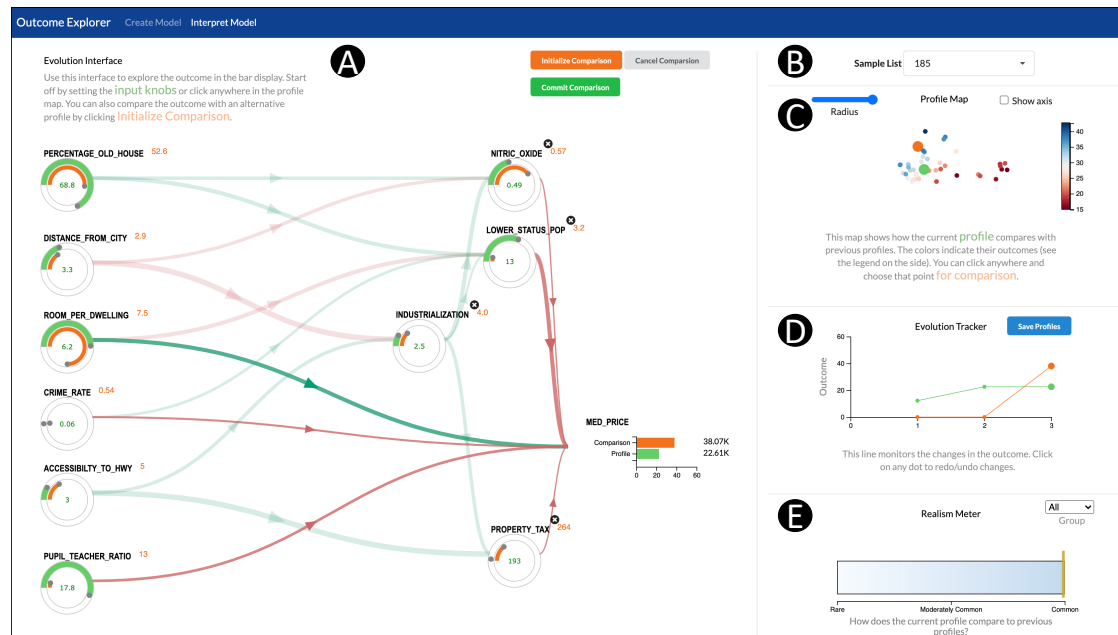 Outcome Explorer Create Model Interpret Model
A
Evolution Interface
Use this interface to explore the outcome in the bar display. Start
off by setting the input knobs or click anywhere in the profile
map. You can also compare the outcome with an alternative
profile by clicking Initialize Comparison.
Initialize Comparison Cancel Comparsion
Commit Comparison
PERCENTAGE_OLD_HOUSE 52.6
68.8
DISTANCE_FROM_CITY 2.9
3.3
ROOM_PER_DWELLING 7.5
6.2
CRIME_RATE 0.54
0.06
ACCESSIBILTY_TO_HWY 5
3
PUPIL_TEACHER_RATIO 13
17.8
NITRIC_OXIDE 0.57
0.49
LOWER_STATUS_POP 3.2
13
INDUSTRIALIZATION 4.0
2.5
PROPERTY_TAX 264
193
MED_PRICE
Comparison 38.07K
Profile 22.61K
0 20 40 60
B
Sample List 185
C
Radius
Profile Map
Show axis
40
35
30
25
20
15
This map shows how the current profile compares with
previous profiles. The colors indicate their outcomes (see
the legend on the side). You can click anywhere and
choose that point for comparison.
D
Evolution Tracker Save Profiles
Outcome
60
40
20
0
0 1 2 3
This line monitors the changes in the outcome. Click
on any dot to redo/undo changes.
E
Realism Meter
All
Group
Rare Moderately Common Common
How does the current profile compare to previous
profiles?